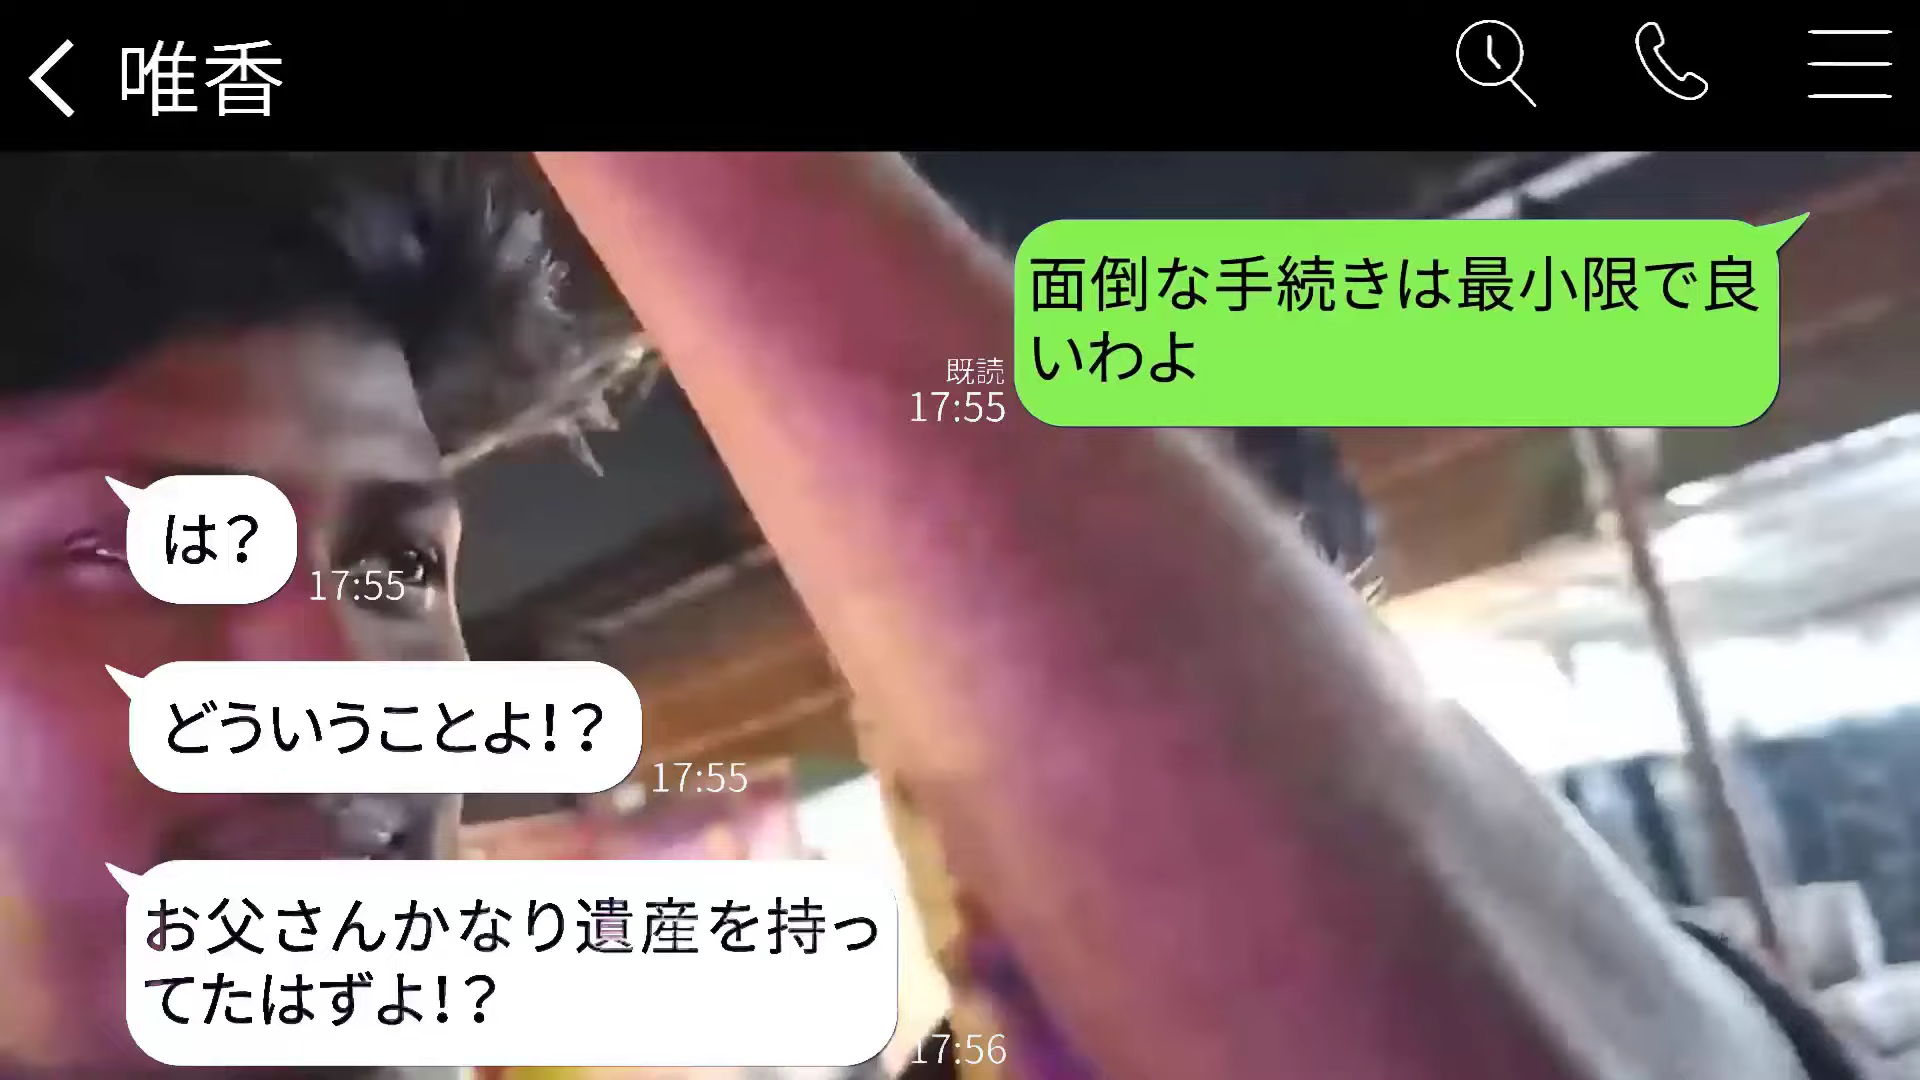 唯香
面倒な手続きは最小限で良
いわよ
既読
17:55
は?
17:55
どういうことよ!?
17:55
お父さんかなり遺産を持っ
てたはずよ!?
17:56